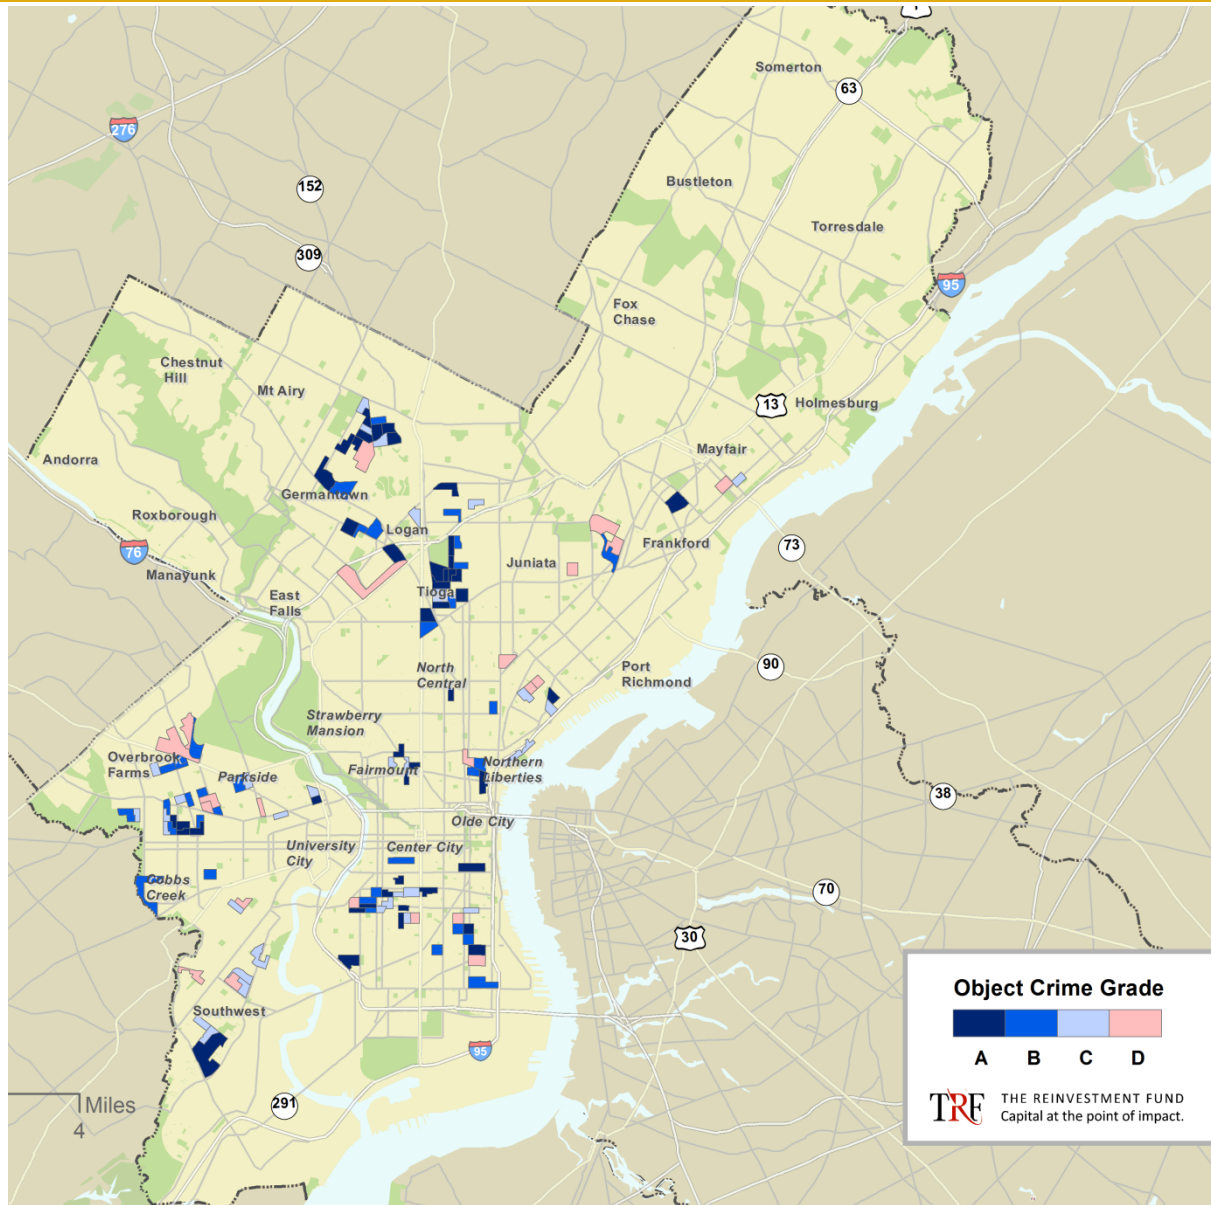 1
Somerton
63
276
152
Bustleton
Torresdale
309
95
Fox
Chase
Chestnut
Hill
Mt Airy
13
Holmesburg
Mayfair
Andorra
Germantown
Roxborough
Logan
Frankford
73
76
Manayunk
Juniata
East
Falls
Tioga
90
North
Central
Port
Richmond
Strawberry
Mansion
Overbrook
Farms
Parkside
Fairmount
Northern
Liberties
38
Olde City
University
City
Center City
Cobbs
Creek
70
30
Southwest
95
291
Miles
4
Object Crime Grade
A B C D
TRF THE REINVESTMENT FUND
Capital at the point of impact.